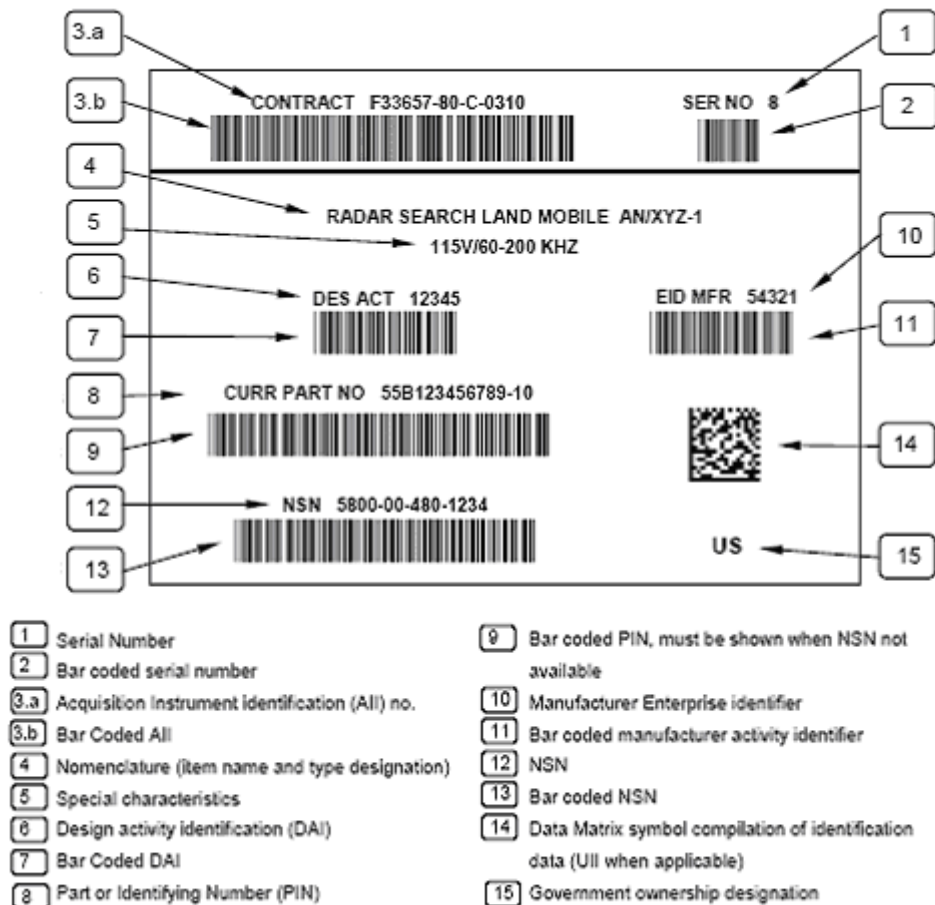 3.a
1
3.b
CONTRACT F33657-80-C-0310
SER NO 8
2
4
RADAR SEARCH LAND MOBILE AN/XYZ-1
5
115V/60-200 KHZ
10
6
DES ACT 12345
EID MFR 54321
7
11
8
CURR PART NO 55B123456789-10
9
14
12
NSN 5800-00-480-1234
13
US
15
1 Serial Number
2 Bar coded serial number
3.a Acquisition Instrument identification (AII) no.
3.b Bar Coded AII
4 Nomenclature (item name and type designation)
5 Special characteristics
6 Design activity identification (DAI)
7 Bar Coded DAI
8 Part or Identifying Number (PIN)
9 Bar coded PIN, must be shown when NSN not
available
10 Manufacturer Enterprise identifier
11 Bar coded manufacturer activity identifier
12 NSN
13 Bar coded NSN
14 Data Matrix symbol compilation of identification
data (UII when applicable)
15 Government ownership designation